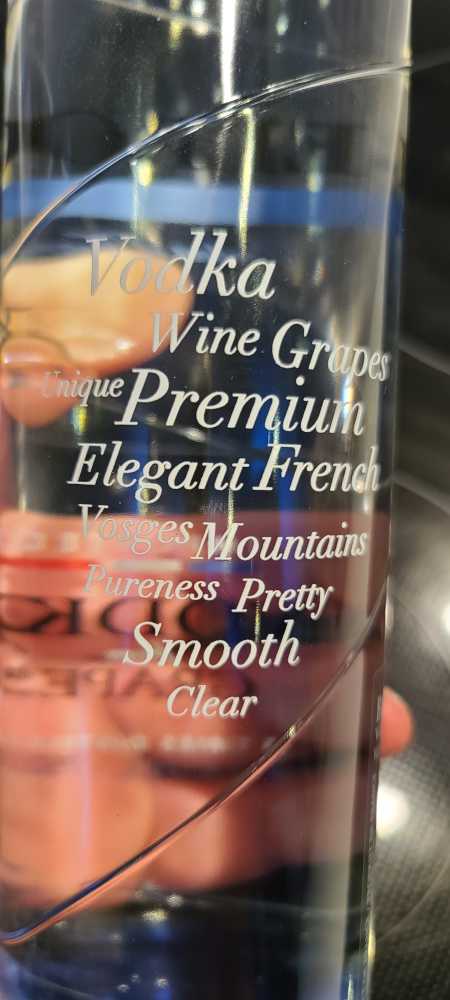 Vodka
Wine Grapes
Unique Premium
Elegant French
Vosges Mountains
Pureness Pretty
Smooth
Clear